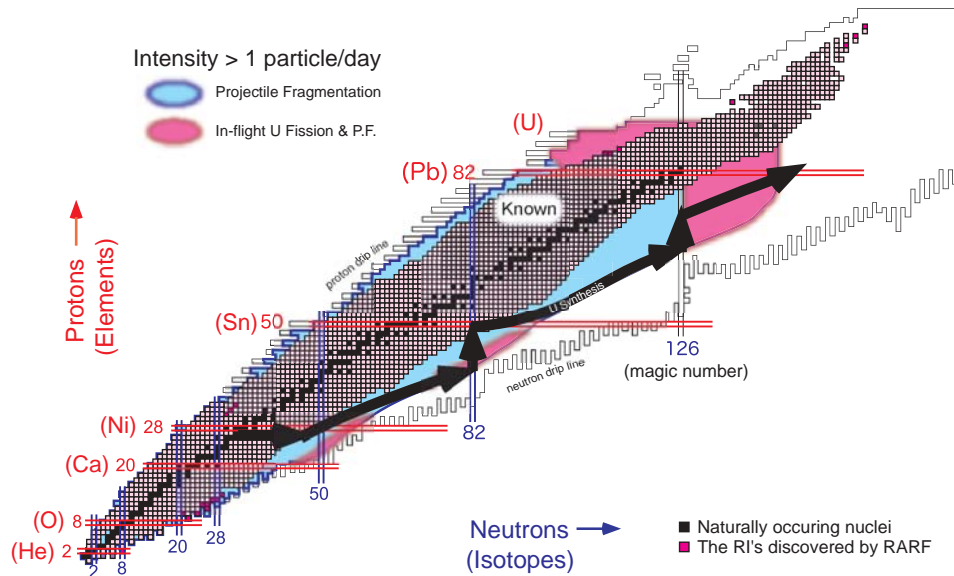 Intensity > 1 particle/day
Projectile Fragmentation
In-flight U Fission & P.F.
(U)
(Pb) 82
Known
proton drip line
Protons
(Elements)
U Synthesis
(Sn) 50
126
(magic number)
neutron drip line
(Ni) 28
82
(Ca) 20
50
(O) 8
20
28
(He) 2
2
8
Neutrons
(Isotopes)
Naturally occuring nuclei
The RI's discovered by RARF